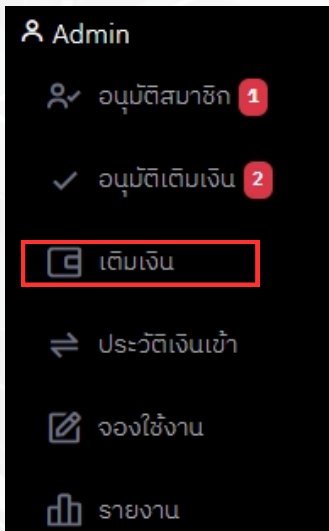 Admin
อนุมัติสมาชิก 1
อนุมัติเติมเงิน 2
เติมเงิน
ประวัติเงินเข้า
จองใช้งาน
รายงาน